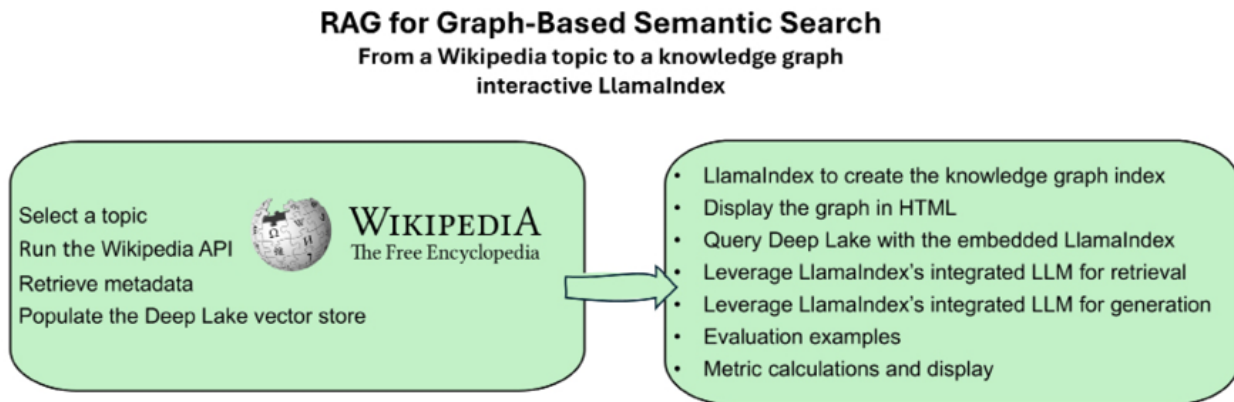 RAG for Graph-Based Semantic Search
From a Wikipedia topic to a knowledge graph
interactive LlamaIndex
Select a topic
Run the Wikipedia API
Retrieve metadata
Populate the Deep Lake vector store
WIKIPEDIA
The Free Encyclopedia
• LlamaIndex to create the knowledge graph index
• Display the graph in HTML
• Query Deep Lake with the embedded LlamaIndex
• Leverage LlamaIndex's integrated LLM for retrieval
• Leverage LlamaIndex's integrated LLM for generation
• Evaluation examples
• Metric calculations and display